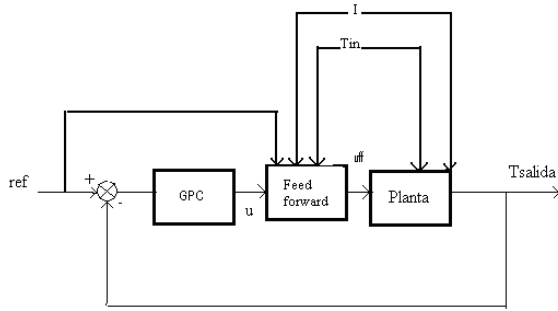 I
Tin
uff
ref
+
-
GPC
u
Feed
forward
Planta
Tsalida